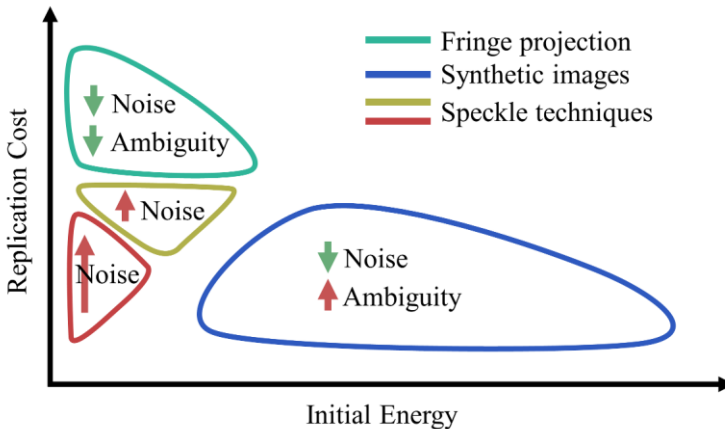 Fringe projection
Synthetic images
Speckle techniques
Noise
Ambiguity
Noise
Noise
Noise
Ambiguity
Replication Cost
Initial Energy